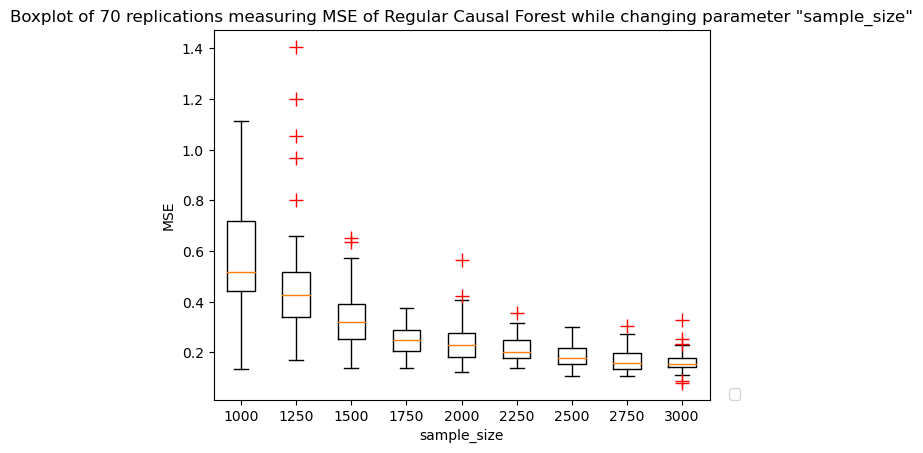 Boxplot of 70 replications measuring MSE of Regular Causal Forest while changing parameter "sample_size"
1.4
1.2
1.0
0.8
0.6
0.4
0.2
MSE
1000 1250 1500 1750 2000 2250 2500 2750 3000
sample_size